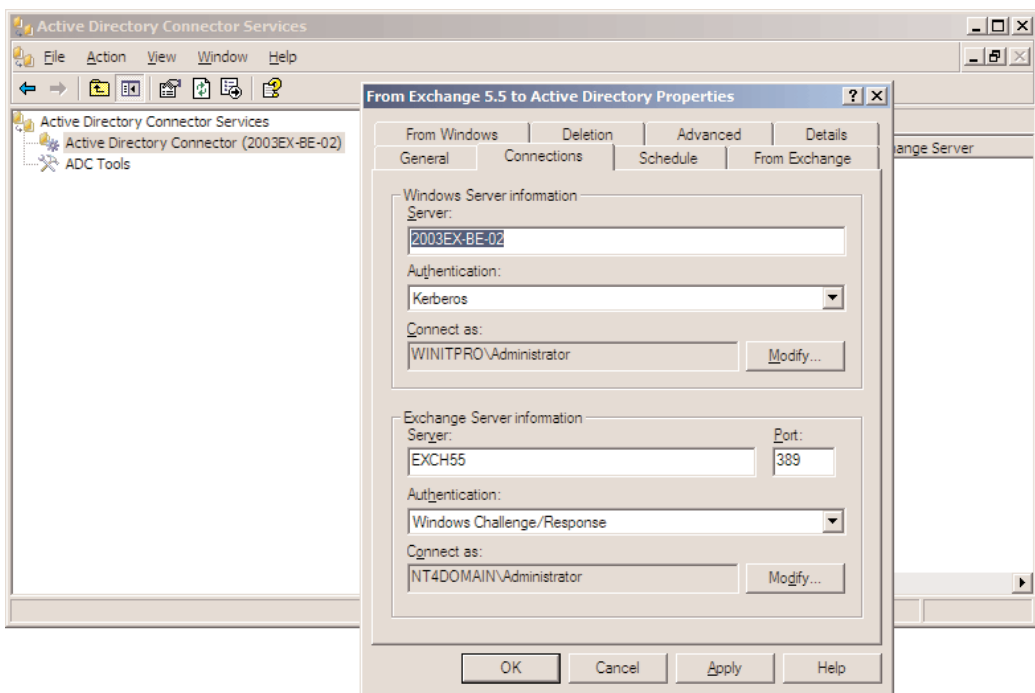 Active Directory Connector Services
File Action View Window Help
Active Directory Connector Services
Active Directory Connector (2003EX-BE-02)
ADC Tools
From Exchange 5.5 to Active Directory Properties
From Windows Deletion Advanced Details
General Connections Schedule From Exchange
Windows Server information
Server:
2003EX-BE-02
Authentication:
Kerberos
Connect as:
WINITPRO\Administrator Modify...
Exchange Server information
Server: Port:
EXCH55 389
Authentication:
Windows Challenge/Response
Connect as:
NT4DOMAIN\Administrator Modify...
OK Cancel Apply Help
ange Server